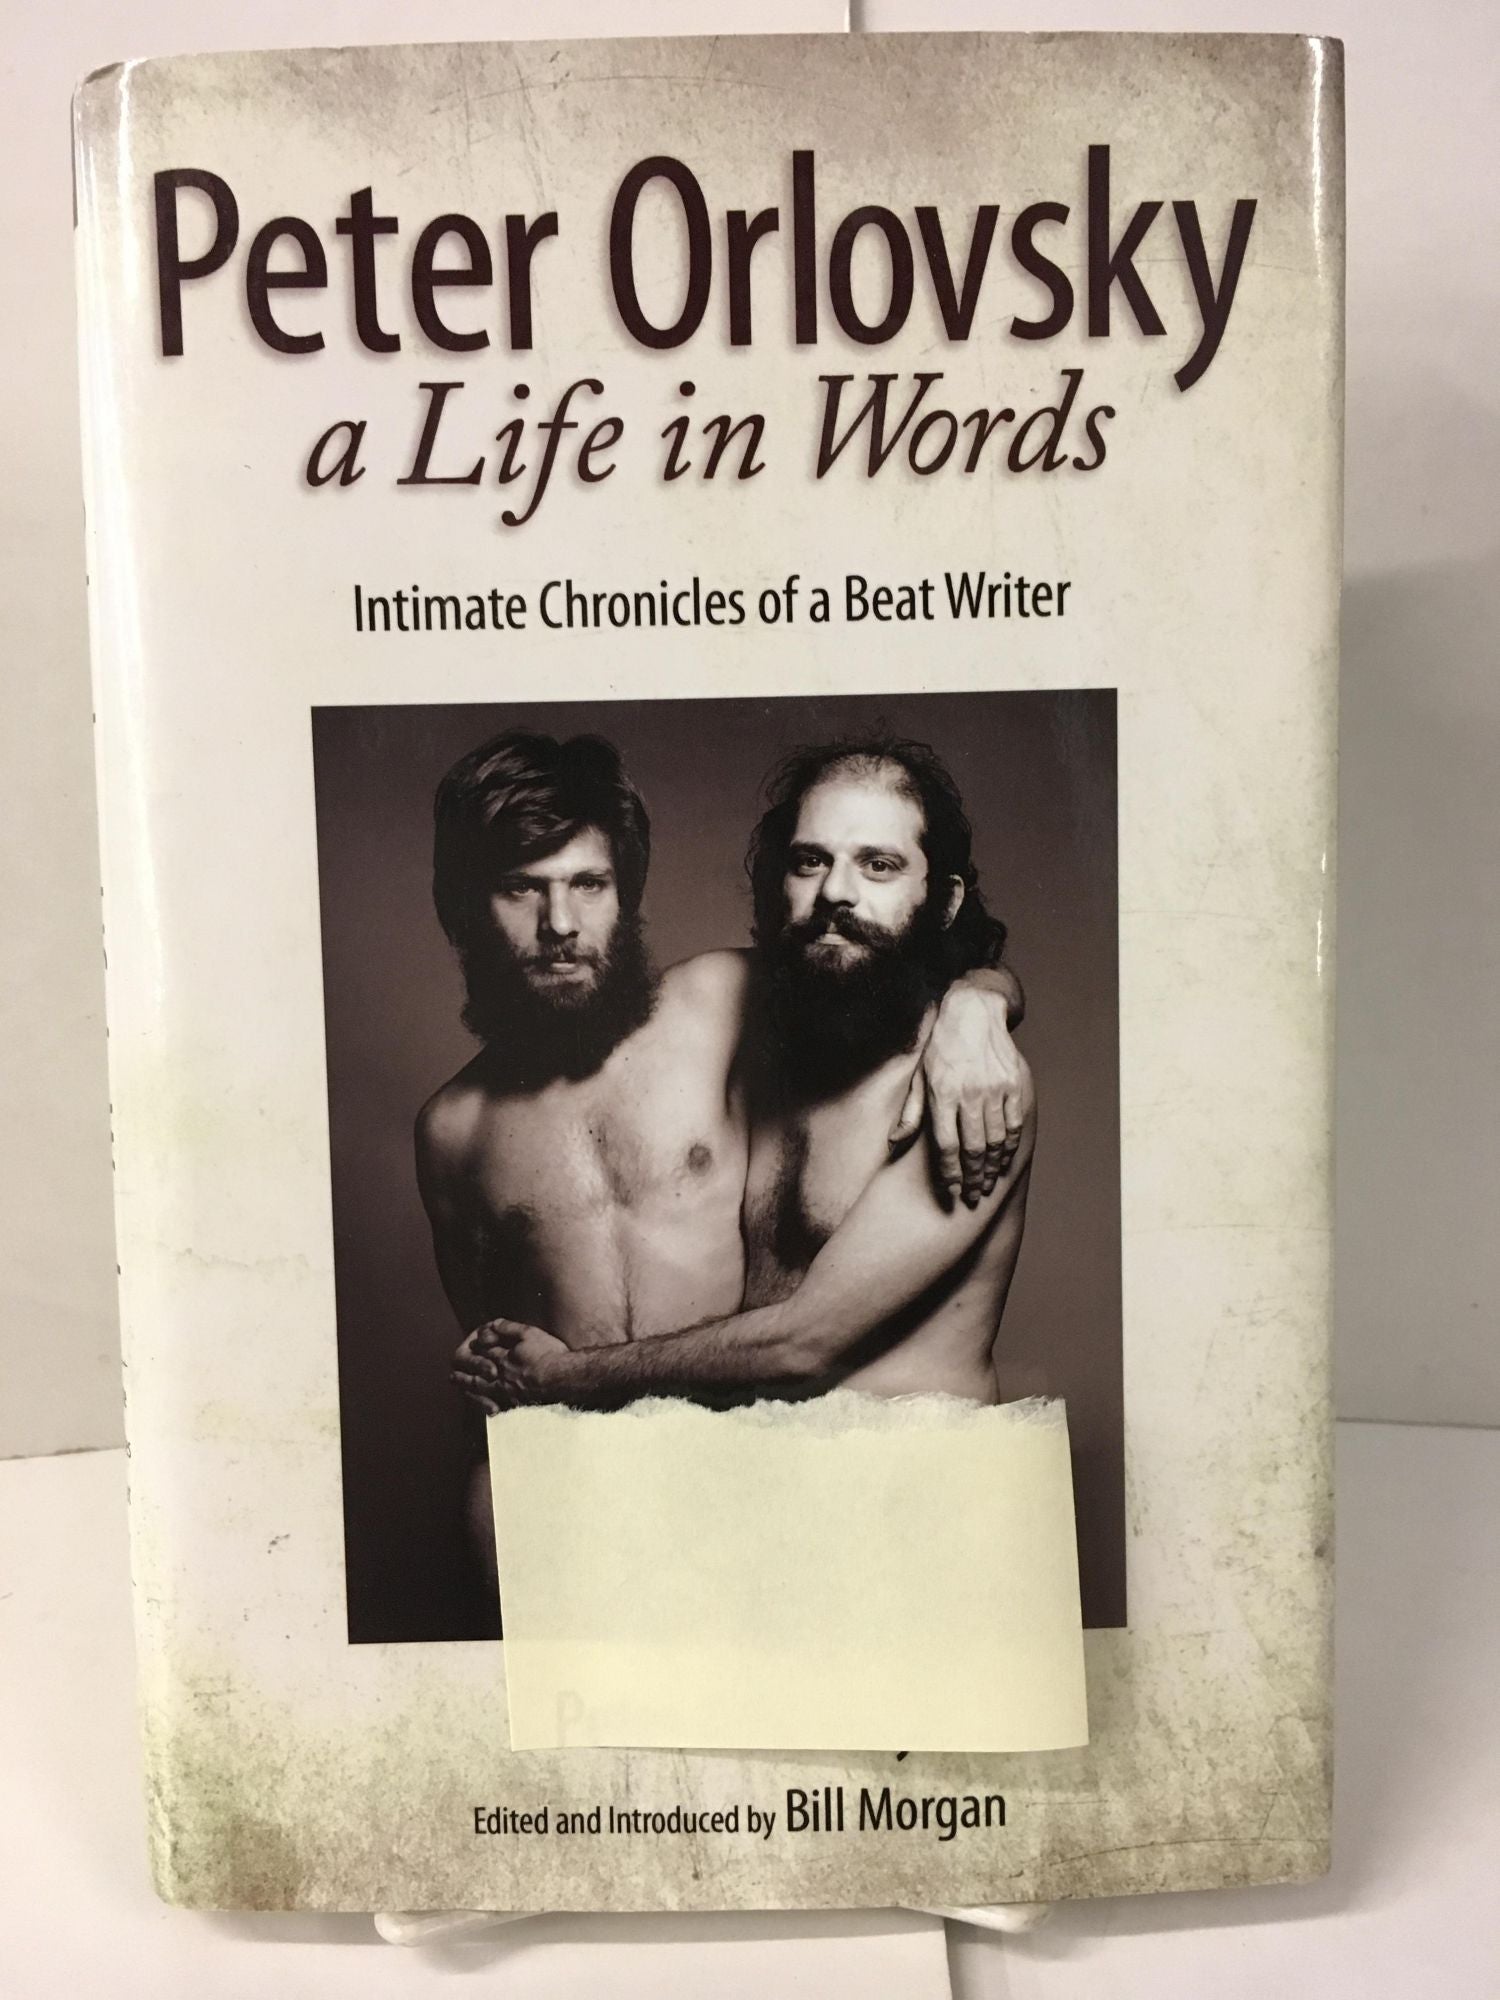 Peter Orlovsky
a Life in Words
Intimate Chronicles of a Beat Writer
Edited and Introduced by Bill Morgan